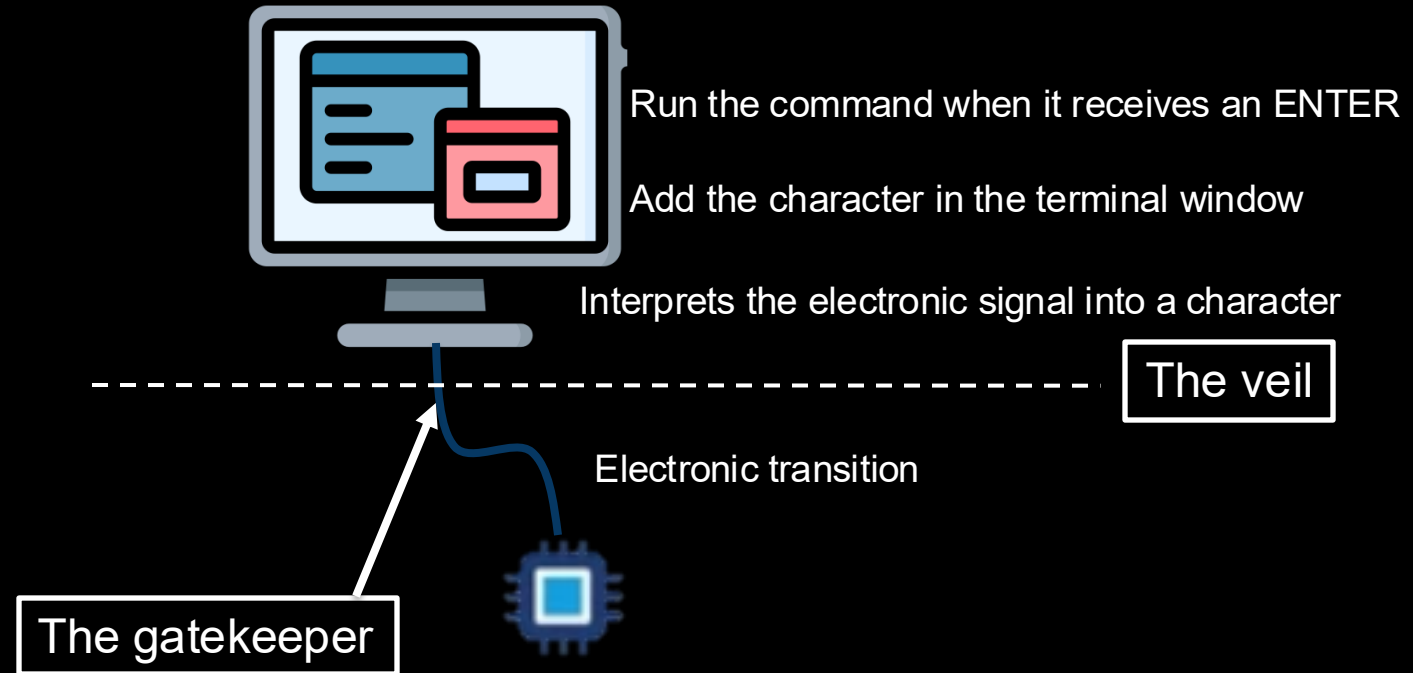 Run the command when it receives an ENTER
Add the character in the terminal window
Interprets the electronic signal into a character
The veil
Electronic transition
The gatekeeper